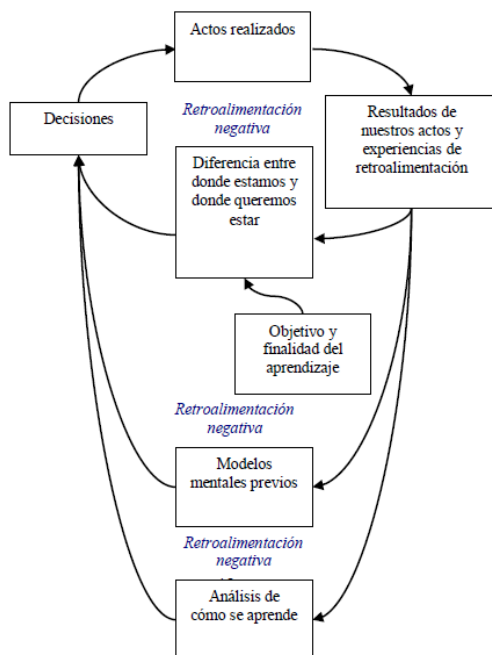 Actos realizados
Decisiones
Retroalimentación
negativa
Resultados de
nuestros actos y
experiencias de
retroalimentación
Diferencia entre
donde estamos y
donde queremos
estar
Objetivo y
finalidad del
aprendizaje
Retroalimentación
negativa
Modelos
mentales previos
Retroalimentación
negativa
Análisis de
cómo se aprende